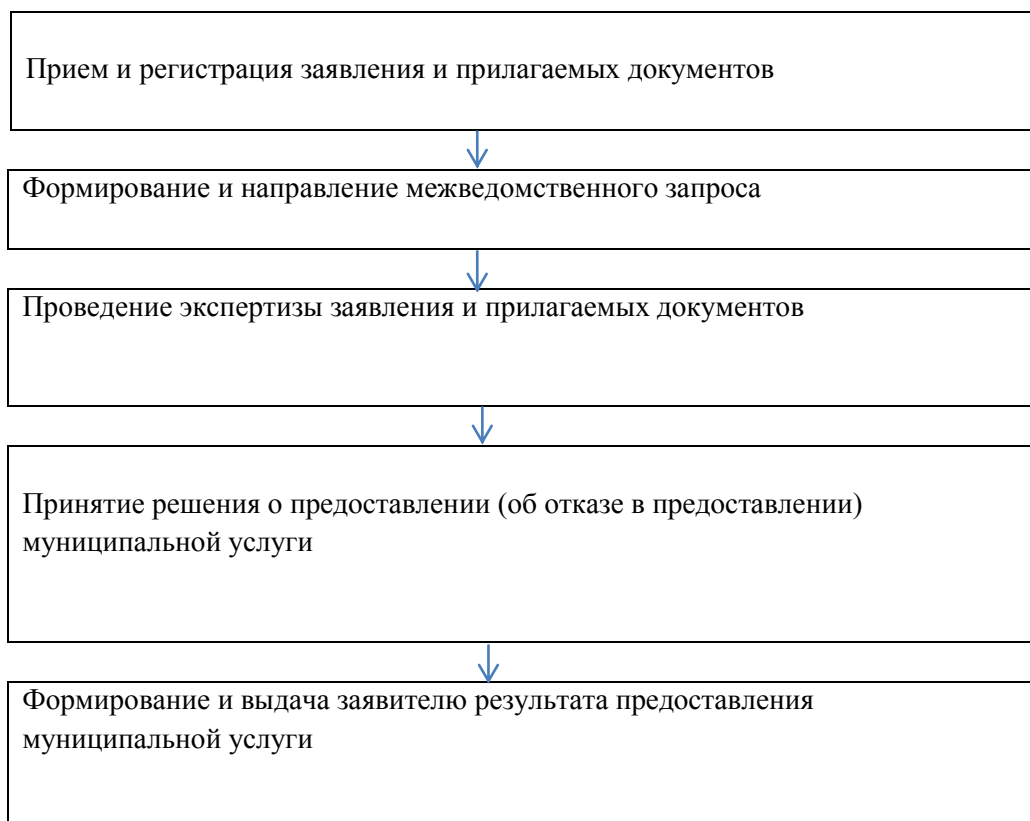 Прием и регистрация заявления и прилагаемых документов
Формирование и направление межведомственного запроса
Проведение экспертизы заявления и прилагаемых документов
Принятие решения о предоставлении (об отказе в предоставлении)
муниципальной услуги
Формирование и выдача заявителю результата предоставления
муниципальной услуги